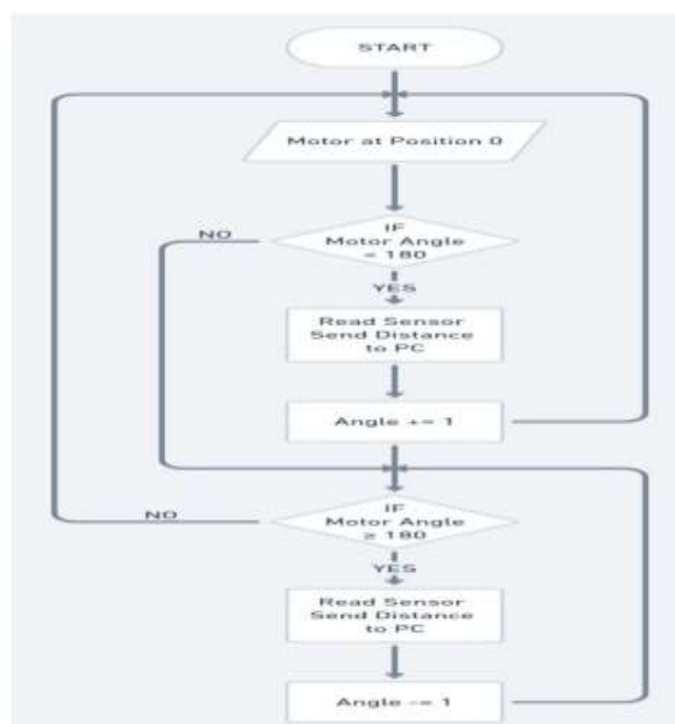 START
Motor at Position 0
IF
NO
Motor Angle
= 180
YES
Read Sensor
Send Distance
to PC
Angle += 1
IF
NO
Motor Angle
≥ 180
YES
Read Sensor
Send Distance
to PC
Angle -= 1